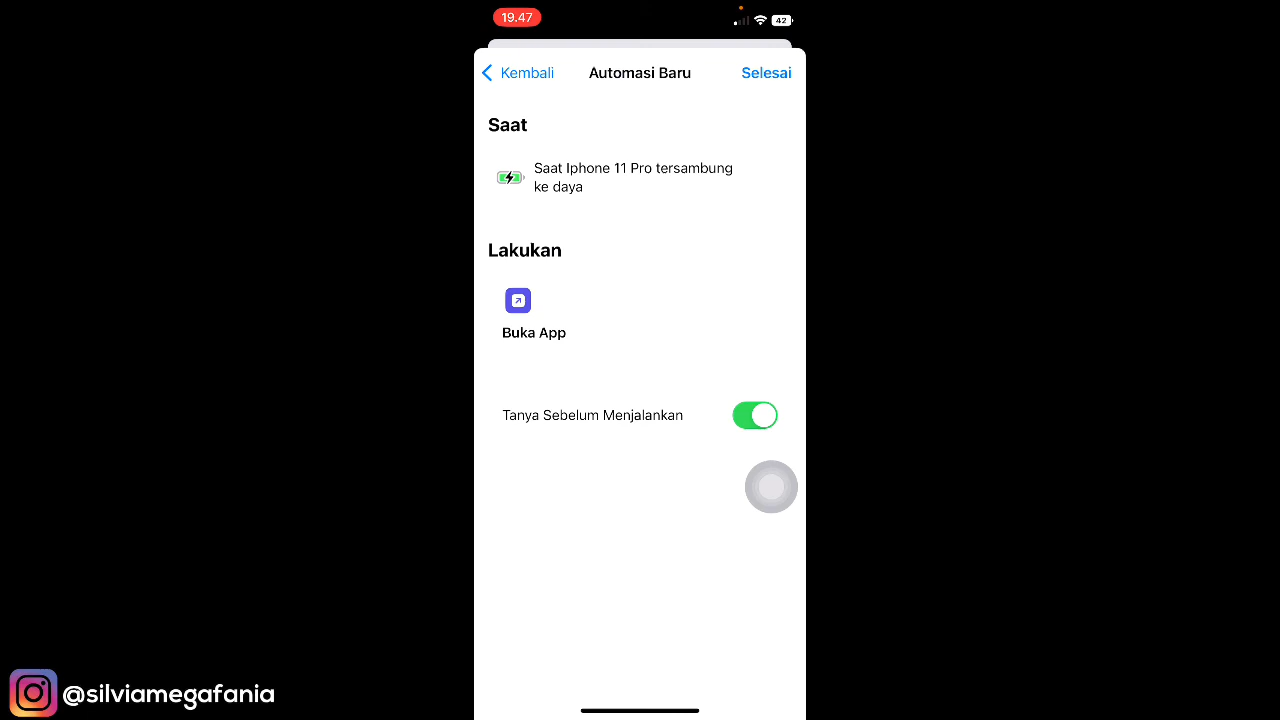 19.47
42
Kembali
Automasi Baru
Selesai
Saat
Saat Iphone 11 Pro tersambung
ke daya
Lakukan
Buka App
Tanya Sebelum Menjalankan
@silviamegafania